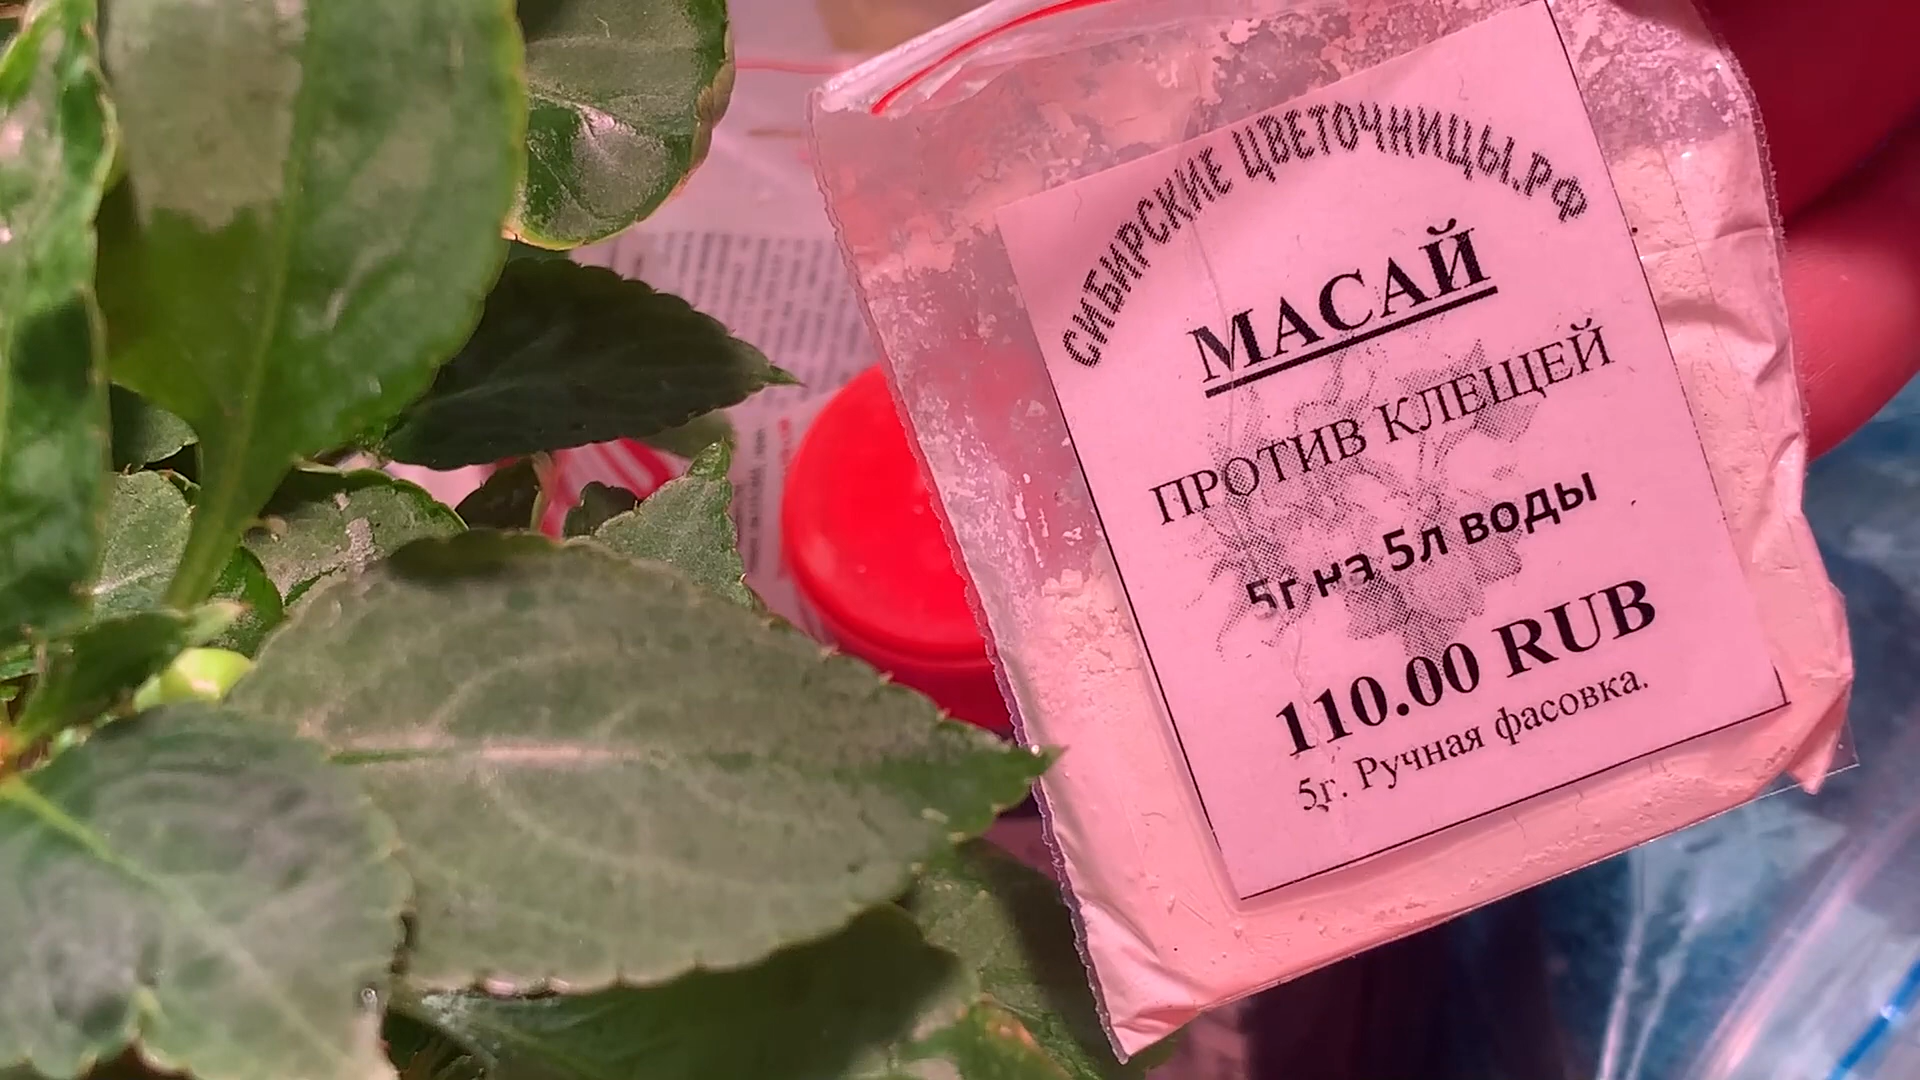 СИБИРСКИЕ ЦВЕТОЧНИЦЫ.РФ
МАСАЙ
ПРОТИВ КЛЕЩЕЙ
5г на 5л воды
110.00 RUB
5г. Ручная фасовка.